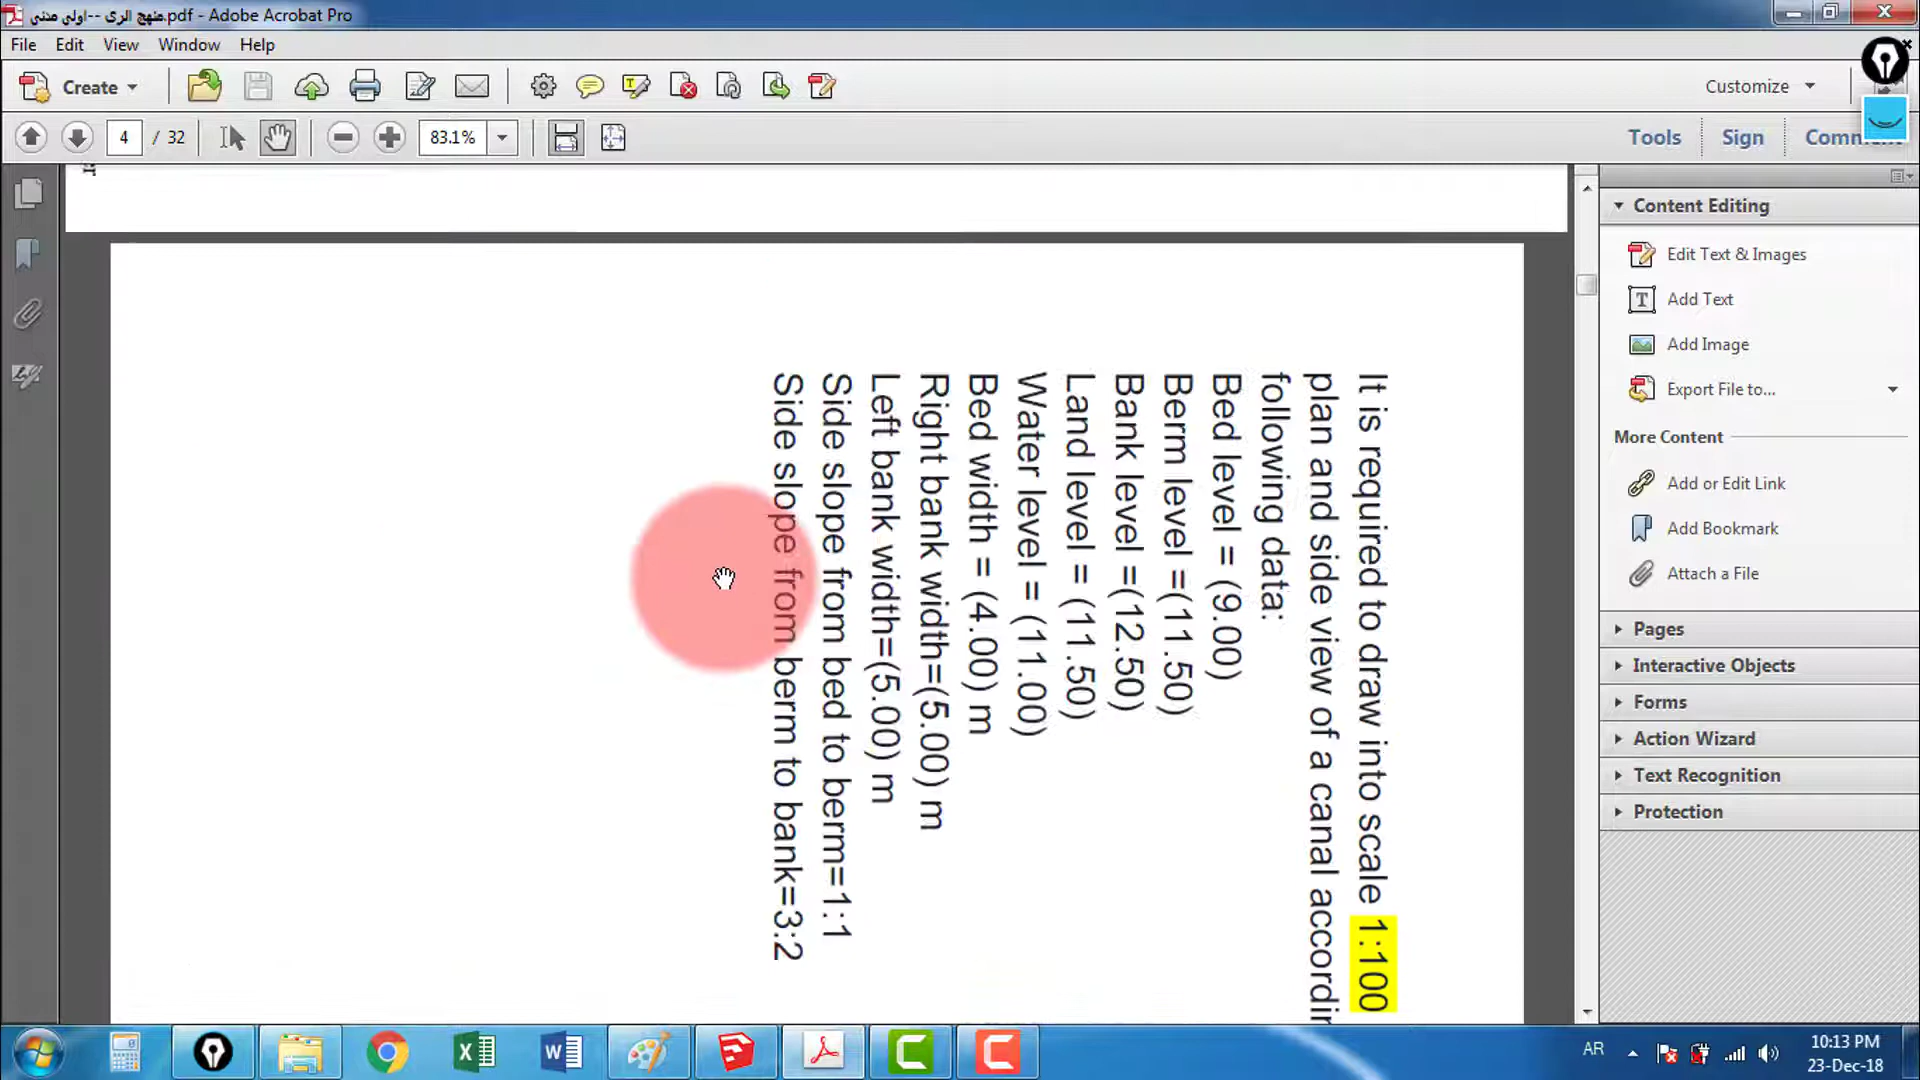 منهج الرى --اولى مدنى.pdf - Adobe Acrobat Pro
File Edit View Window Help
Create
Customize
4 / 32
83.1%
Tools Sign
It is required to draw into scale 1:100
plan and side view of a canal accordi
following data:
Bed level = (9.00)
Berm level =(11.50)
Bank level =(12.50)
Land level = (11.50)
Water level = (11.00)
Bed width = (4.00) m
Right bank width=(5.00) m
Left bank width=(5.00) m
Side slope from bed to berm=1:1
Side slope from berm to bank=3:2
Content Editing
Edit Text & Images
Add Text
Add Image
Export File to...
More Content
Add or Edit Link
Add Bookmark
Attach a File
Pages
Interactive Objects
Forms
Action Wizard
Text Recognition
Protection
AR
10:13 PM
23-Dec-18